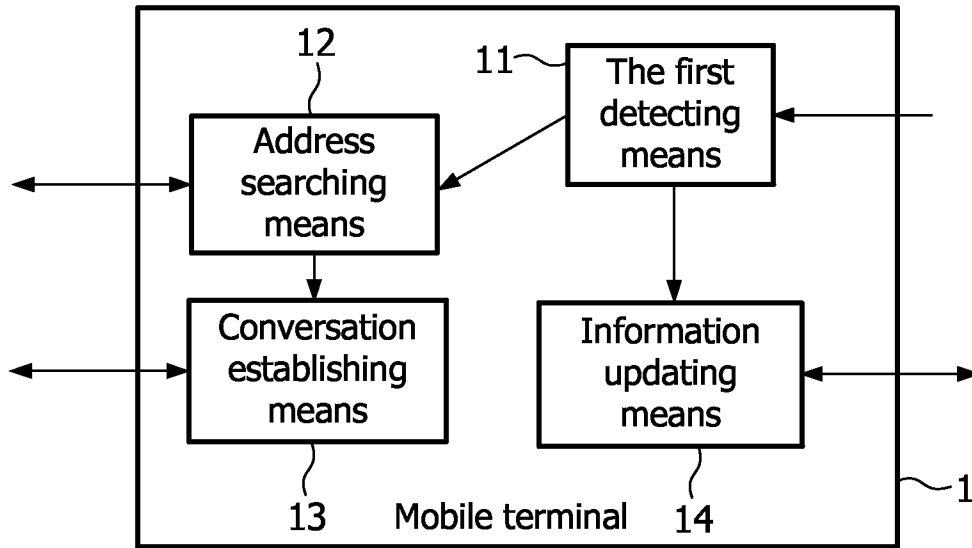 12
11
The first
detecting
means
Address
searching
means
Conversation
establishing
means
Information
updating
means
13
Mobile terminal
14
1